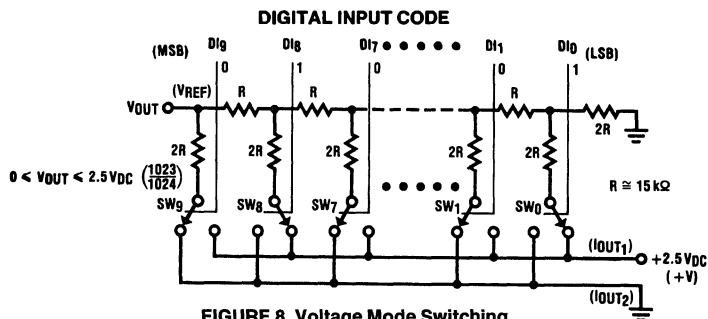 DIGITAL INPUT CODE
(MSB) DI9 DI8 DI7 DI1 DI0 (LSB)
0 1 0 0 1
(VREF) R R R
VOUT
2R 2R 2R 2R 2R 2R
0 ≤ VOUT ≤ 2.5 VDC (1023/1024)
R ≅ 15 kΩ
SW9 SW8 SW7 SW1 SW0
(IOUT1)
+2.5 VDC
(+V)
(IOUT2)
FIGURE 8. Voltage Mode Switching